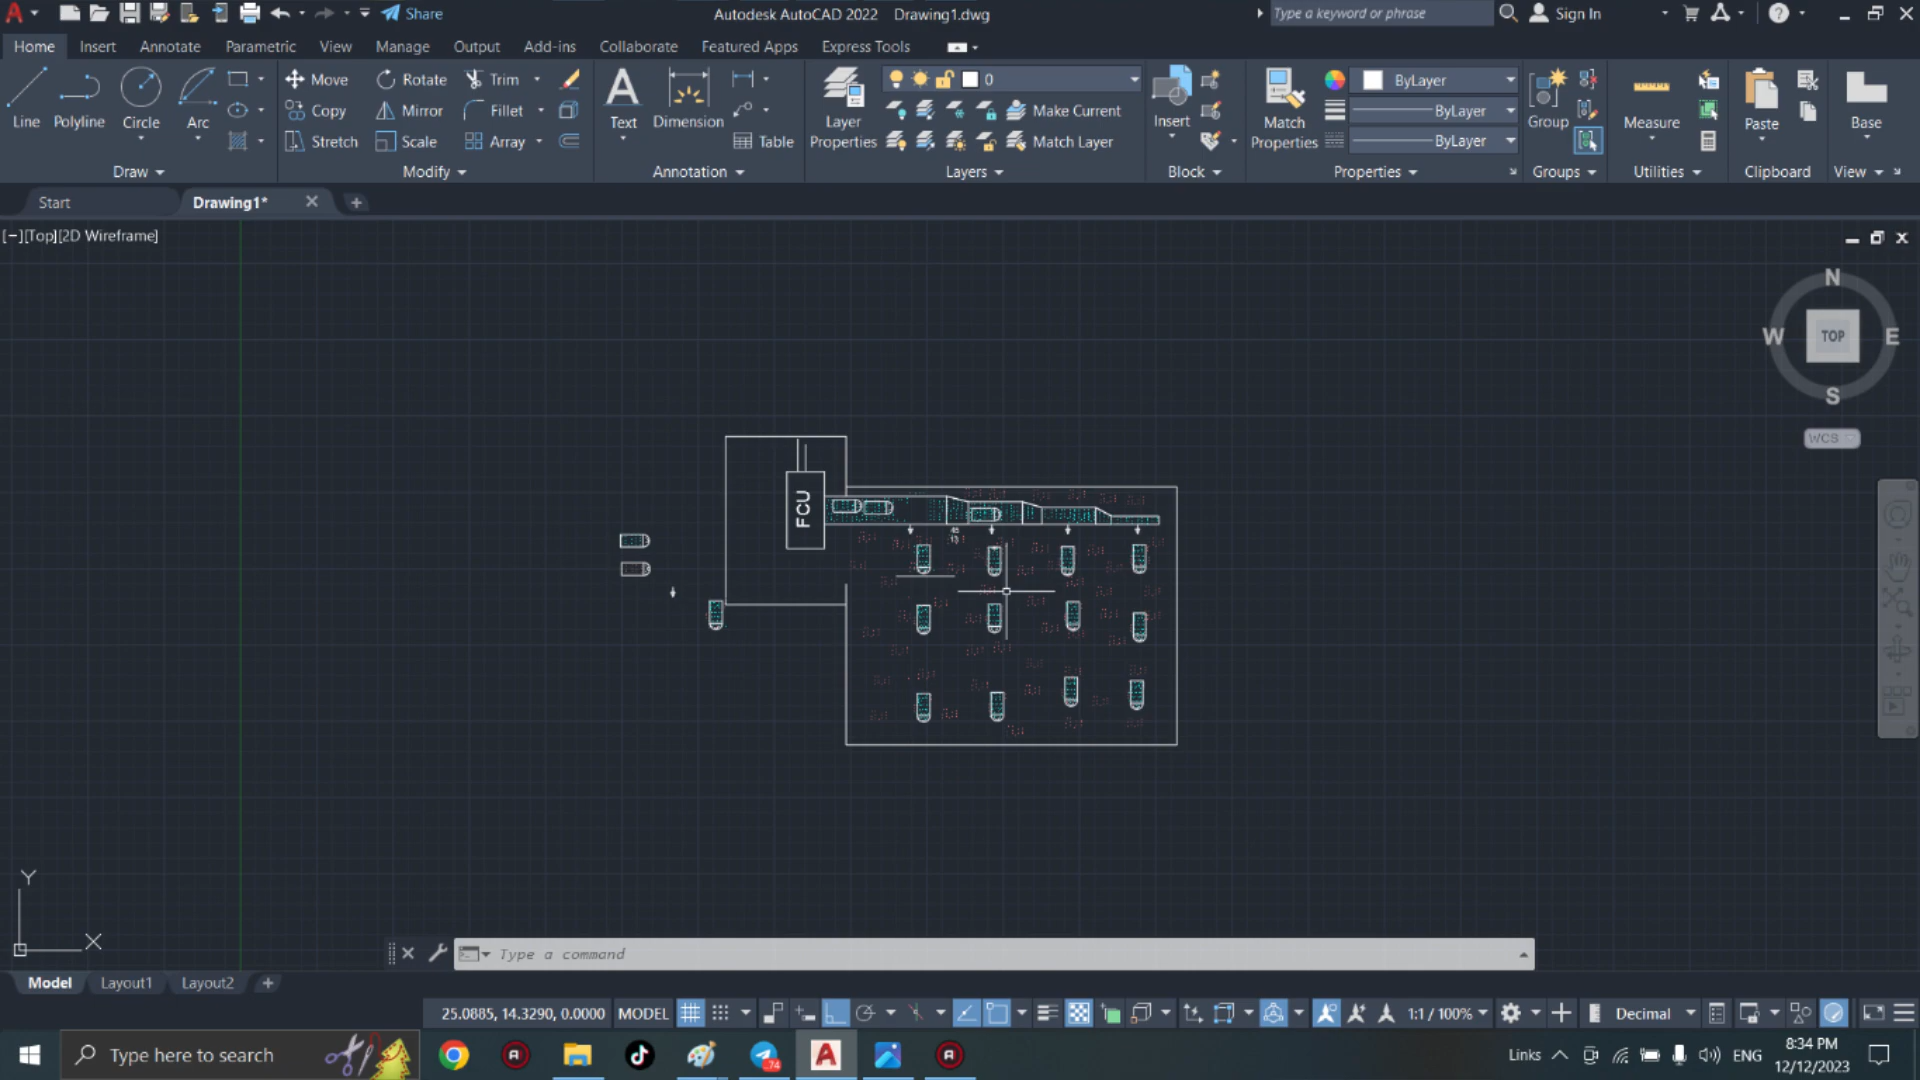 Share
Autodesk AutoCAD 2022 Drawing1.dwg
Type a keyword or phrase
Sign In
Home Insert Annotate Parametric View Manage Output Add-ins Collaborate Featured Apps Express Tools
Line Polyline Circle Arc
Move Rotate Trim
Copy Mirror Fillet
Stretch Scale Array
Text Dimension
Table
Layer Properties
0
Make Current
Match Layer
Insert
Match Properties
ByLayer
ByLayer
ByLayer
Group
Measure
Paste
Base
Draw Modify Annotation Layers Block Properties Groups Utilities Clipboard View
Start Drawing1*
[−][Top][2D Wireframe]
N
W TOP E
S
WCS
FCU
Y
X
Type a command
Model Layout1 Layout2
25.0885, 14.3290, 0.0000 MODEL 1:1 / 100% Decimal
Type here to search
74
Links ENG
8:34 PM
12/12/2023